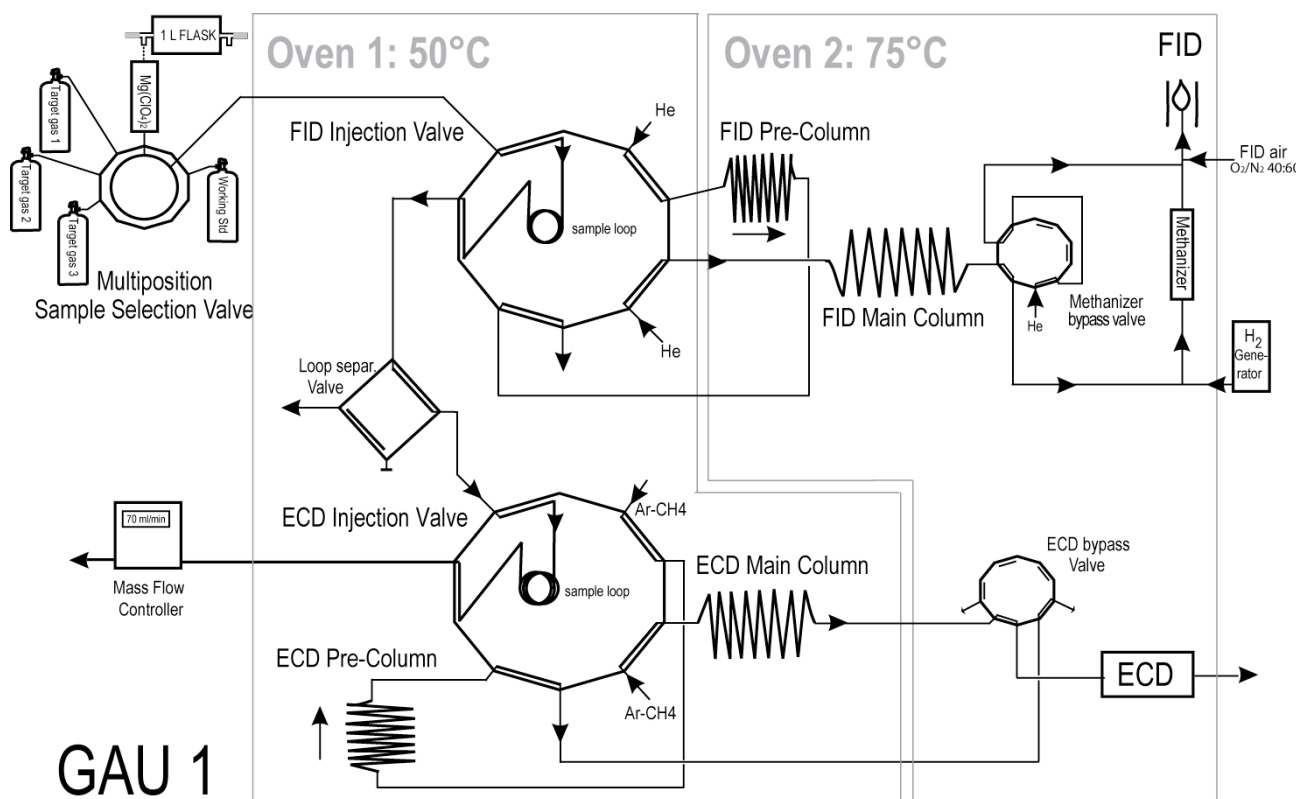 1 L FLASK
Mg(ClO4)2
Target gas 1
Target gas 2
Target gas 3
Working Std
Multiposition
Sample Selection Valve
Oven 1: 50°C
Oven 2: 75°C
FID Injection Valve
He
sample loop
He
FID Pre-Column
FID Main Column
FID
FID air
O₂/N₂ 40:60
Methanizer
Methanizer
bypass valve
He
H₂
Gene-
rator
Loop separ.
Valve
ECD Injection Valve
Ar-CH4
sample loop
Ar-CH4
70 ml/min
Mass Flow
Controller
ECD Pre-Column
ECD Main Column
ECD bypass
Valve
ECD
GAU 1